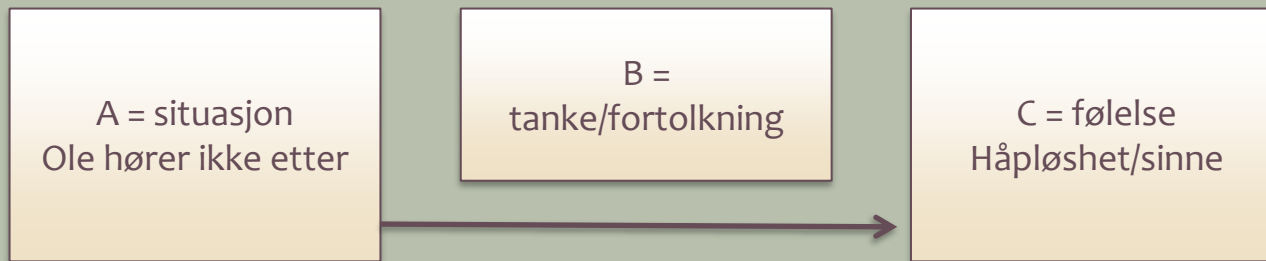 A = situasjon
Ole hører ikke etter
B =
tanke/fortolkning
C = følelse
Håpløshet/sinne